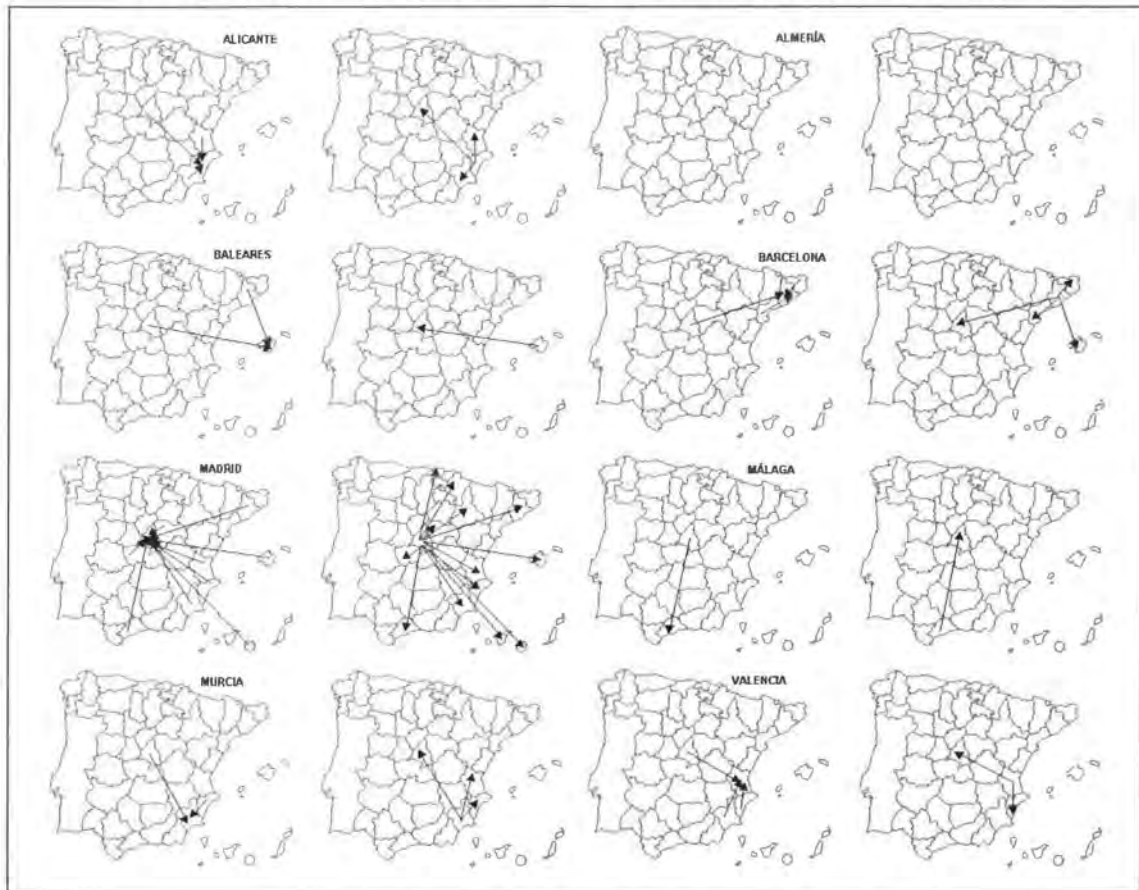 ALICANTE
ALMERÍA
BALEARES
BARCELONA
MADRID
MÁLAGA
MURCIA
VALENCIA